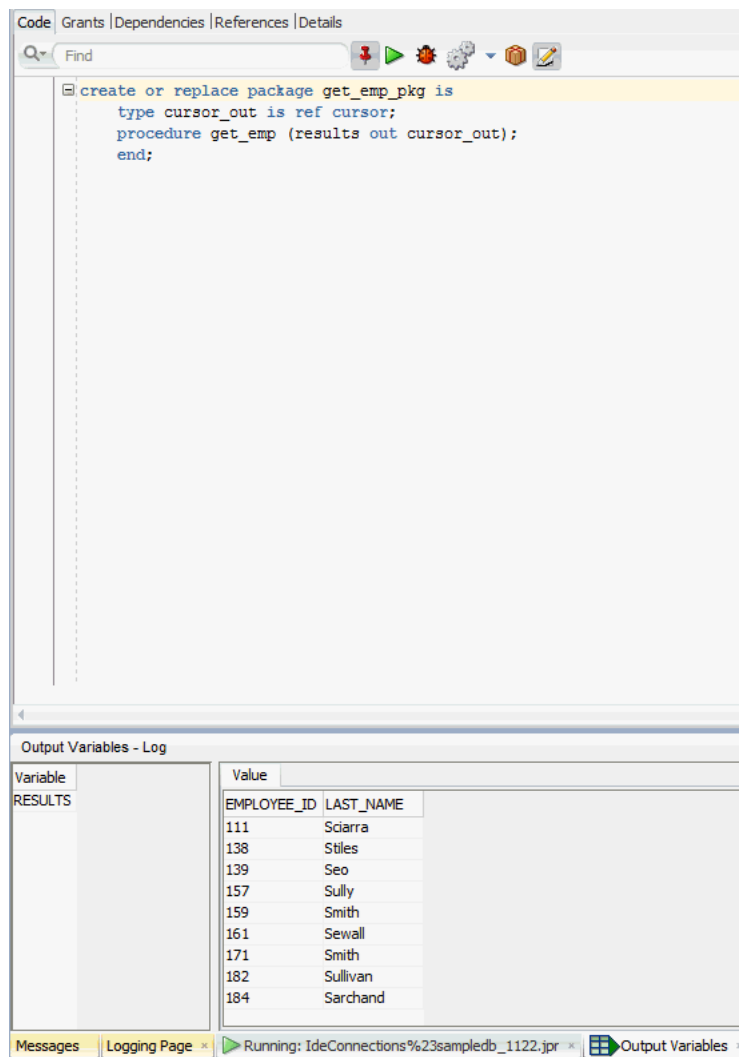 Code Grants |Dependencies |References |Details
Find
create or replace package get_emp_pkg is
type cursor_out is ref cursor;
procedure get_emp (results out cursor_out);
end;
Output Variables - Log
Variable
RESULTS
Value
EMPLOYEE_ID LAST_NAME
111 Sciarra
138 Stiles
139 Seo
157 Sully
159 Smith
161 Sewall
171 Smith
182 Sullivan
184 Sarchand
Messages Logging Page × Running: IdeConnections%23sampledb_1122.jpr × Output Variables ×